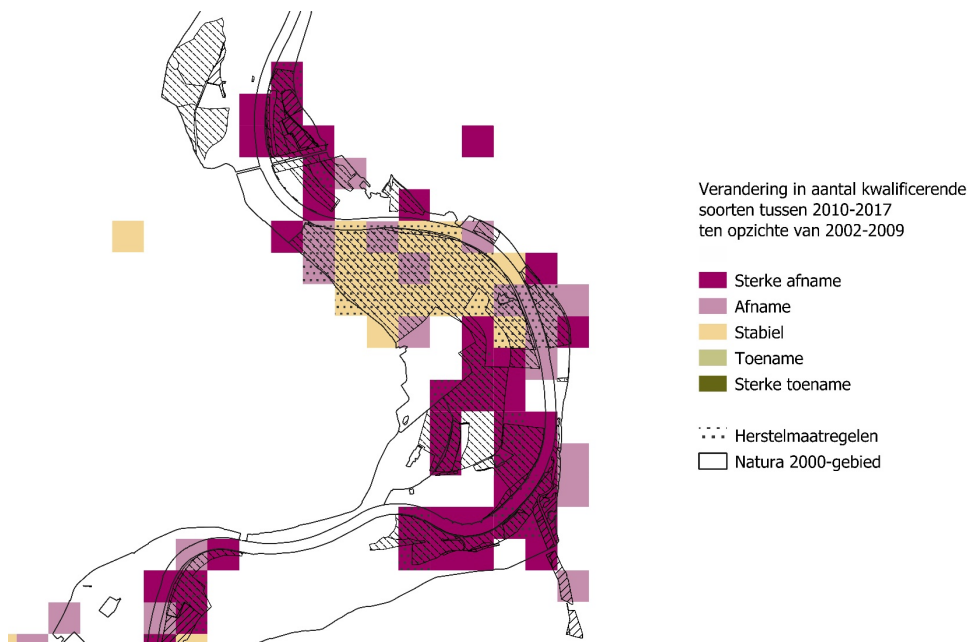 Verandering in aantal kwalificerende
soorten tussen 2010-2017
ten opzichte van 2002-2009
Sterke afname
Afname
Stabiel
Toename
Sterke toename
Herstelmaatregelen
Natura 2000-gebied